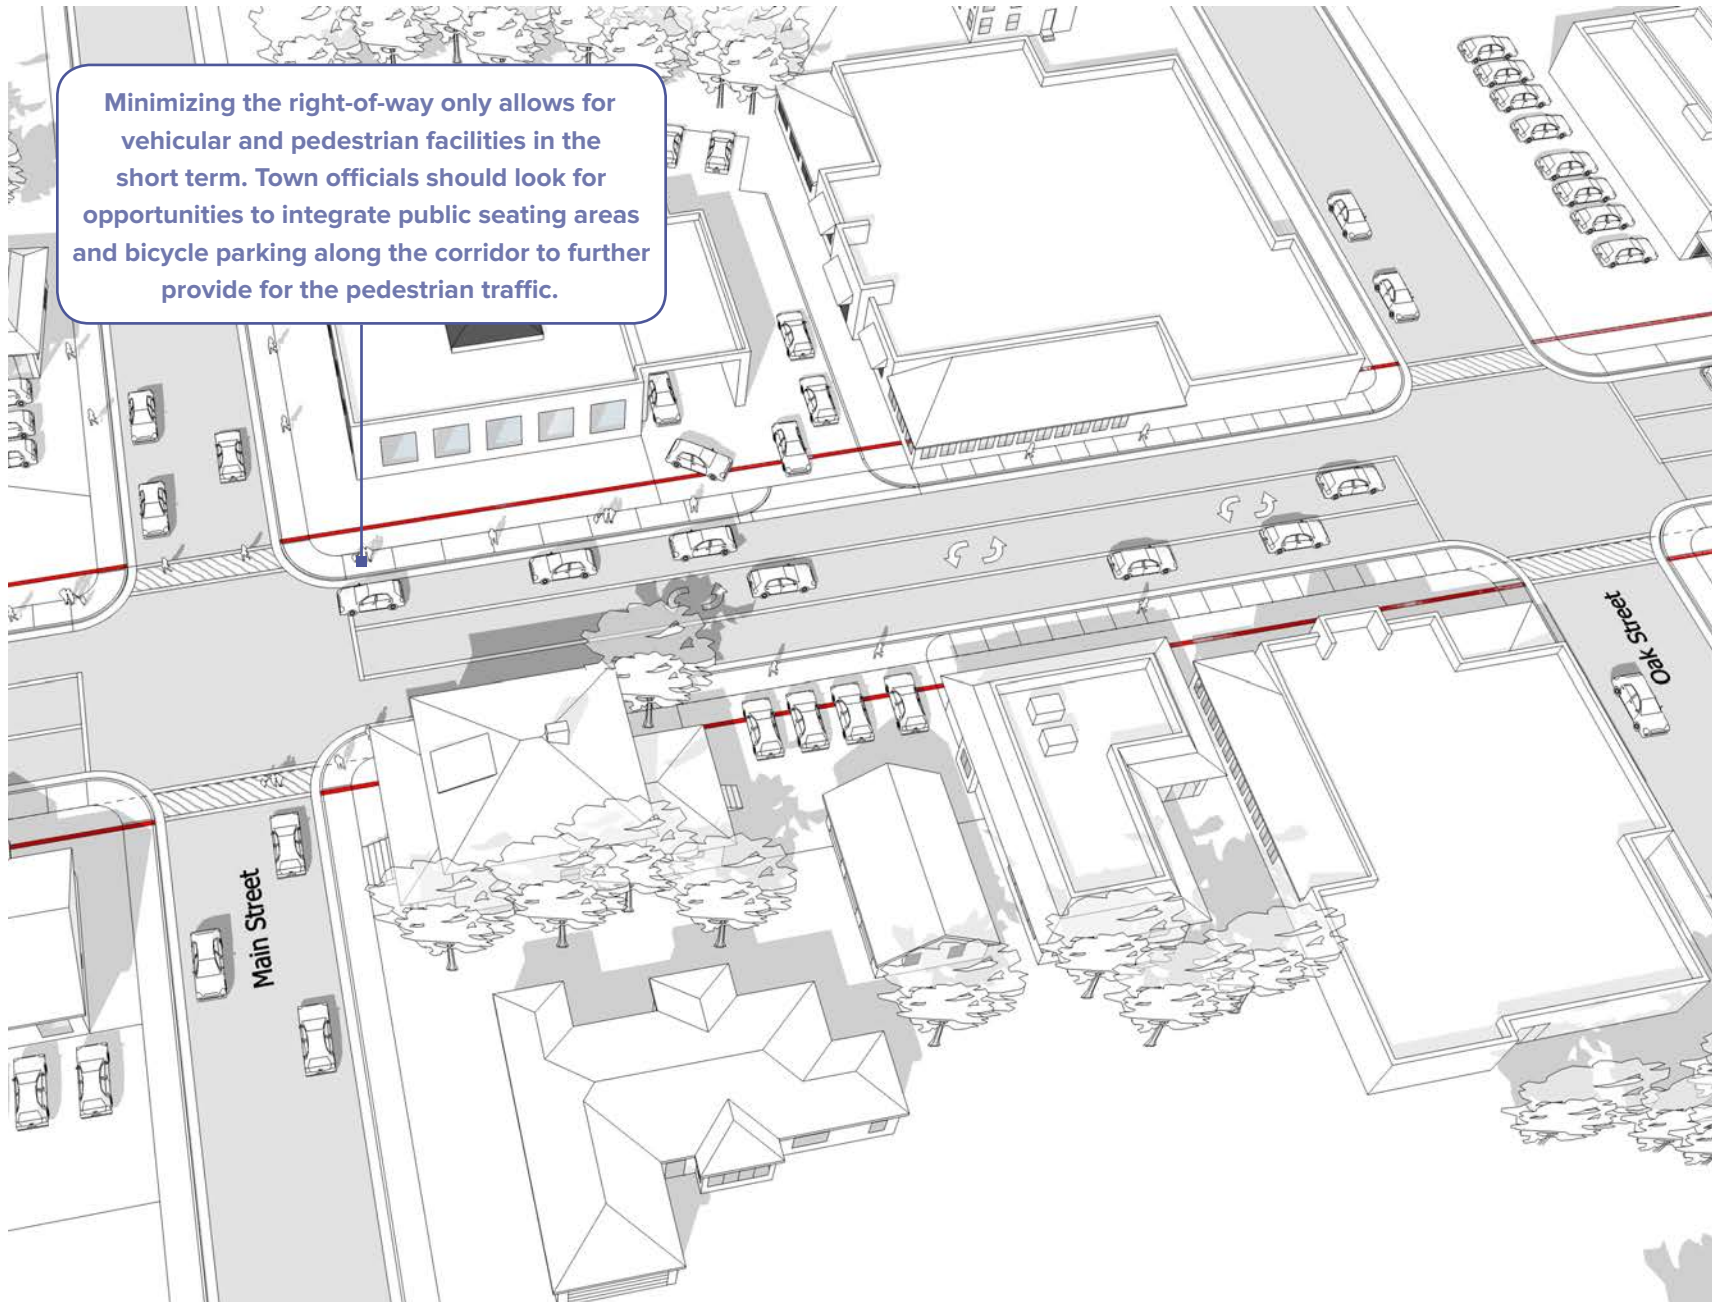 Minimizing the right-of-way only allows for
vehicular and pedestrian facilities in the
short term. Town officials should look for
opportunities to integrate public seating areas
and bicycle parking along the corridor to further
provide for the pedestrian traffic.
Oak Street
Main Street